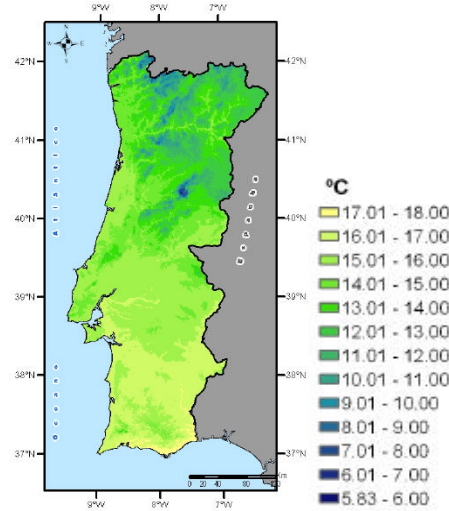 9°W 8°W 7°W
N
W E
S
42°N 42°N
41°N 41°N
40°N 40°N
39°N 39°N
38°N 38°N
37°N 37°N
9°W 8°W 7°W
Km
0 20 40 80
ºC
17.01 - 18.00
16.01 - 17.00
15.01 - 16.00
14.01 - 15.00
13.01 - 14.00
12.01 - 13.00
11.01 - 12.00
10.01 - 11.00
9.01 - 10.00
8.01 - 9.00
7.01 - 8.00
6.01 - 7.00
5.83 - 6.00